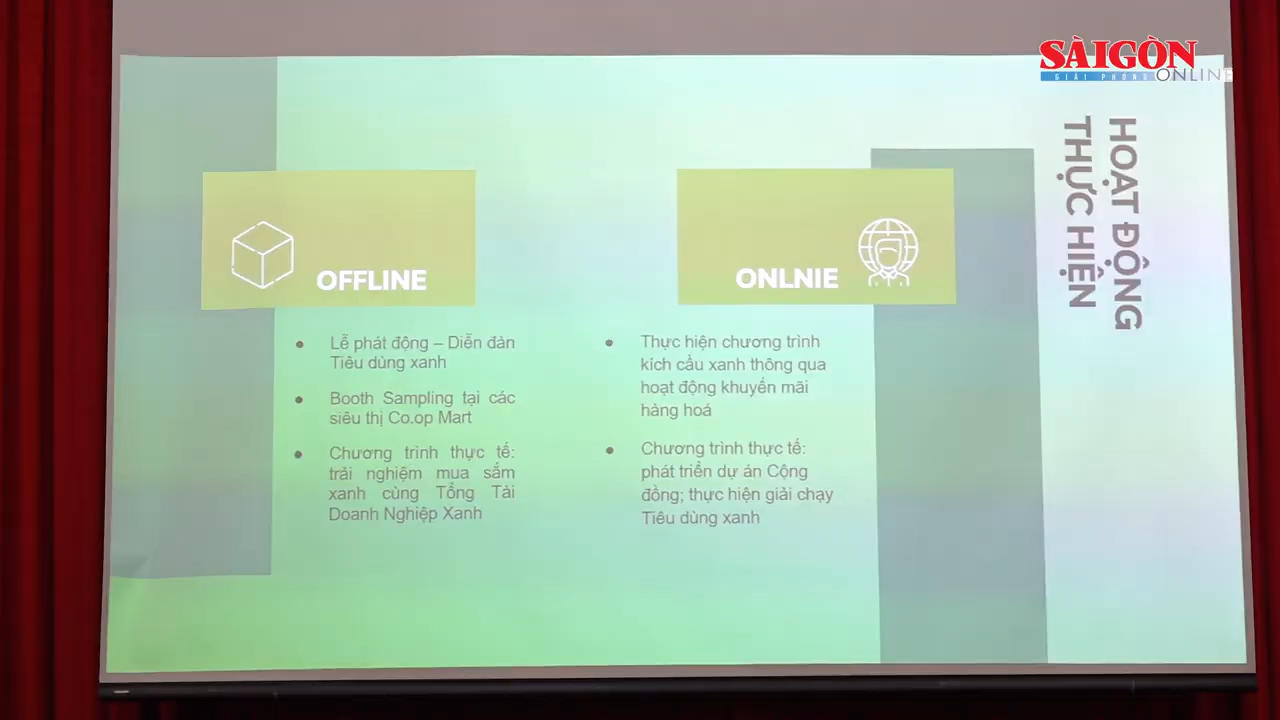 SÀIGÒN
GIẢI PHÓNG ONLINE
HOẠT ĐỘNG
THỰC HIỆN
OFFLINE
Lễ phát động – Diễn đàn
Tiêu dùng xanh
Booth Sampling tại các
siêu thị Co.op Mart
Chương trình thực tế:
trải nghiệm mua sắm
xanh cùng Tổng Tài
Doanh Nghiệp Xanh
ONLNIE
Thực hiện chương trình
kích cầu xanh thông qua
hoạt động khuyến mãi
hàng hoá
Chương trình thực tế:
phát triển dự án Cộng
đồng; thực hiện giải chạy
Tiêu dùng xanh